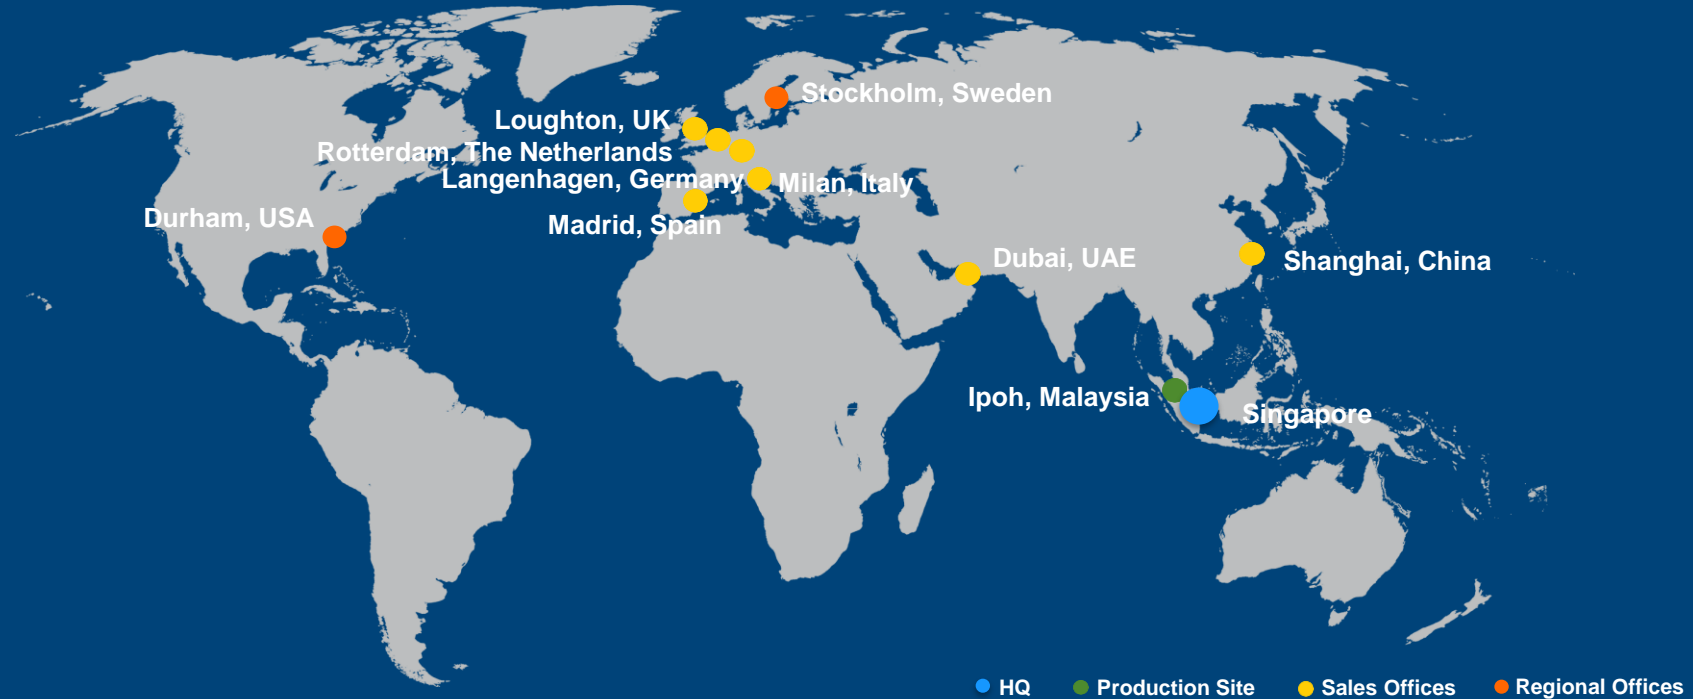 Stockholm, Sweden
Loughton, UK
Rotterdam, The Netherlands
Langenhagen, Germany
Milan, Italy
Durham, USA
Madrid, Spain
Dubai, UAE
Shanghai, China
Ipoh, Malaysia
Singapore
HQ
Production Site
Sales Offices
Regional Offices